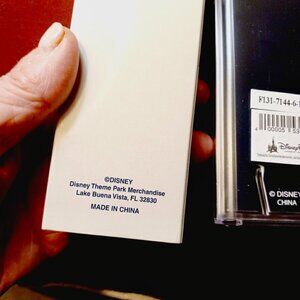 ©DISNEY
Disney Theme Park Merchandise
Lake Buena Vista, FL 32830
MADE IN CHINA
F131-7144-6-
© DISNEY
CHINA